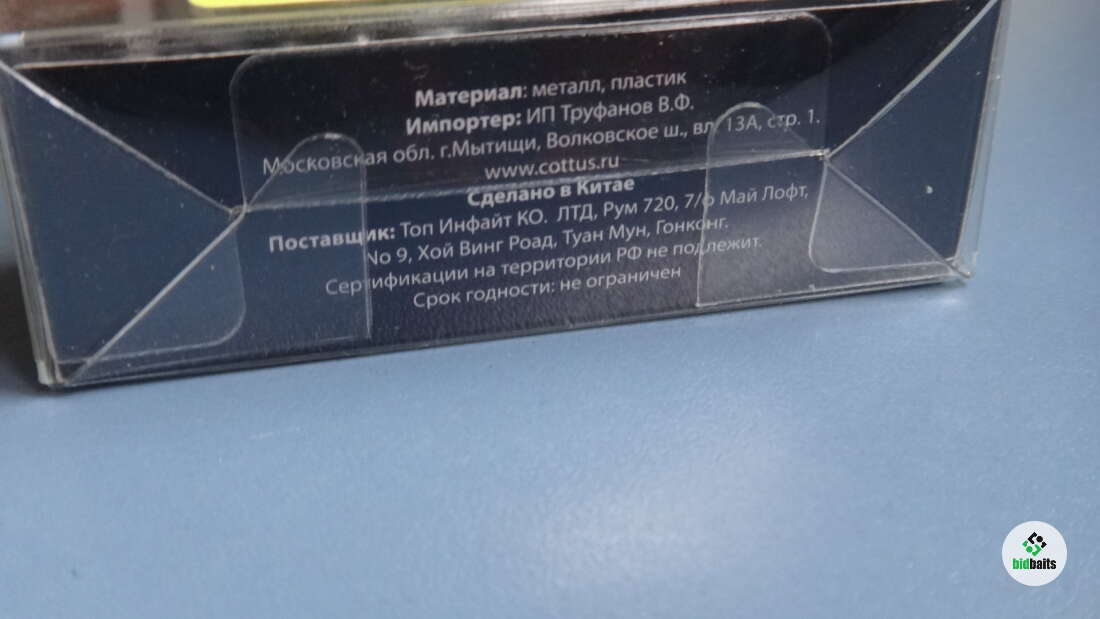 Материал: металл, пластик
Импортер: ИП Труфанов В.Ф.
Московская обл. г.Мытищи, Волковское ш., вл. 13А, стр. 1.
www.cottus.ru
Сделано в Китае
Поставщик: Топ Инфайт КО. ЛТД, Рум 720, 7/ф Май Лофт,
No 9, Хой Винг Роад, Туан Мун, Гонконг.
Сертификации на территории РФ не подлежит.
Срок годности: не ограничен
bidbaits